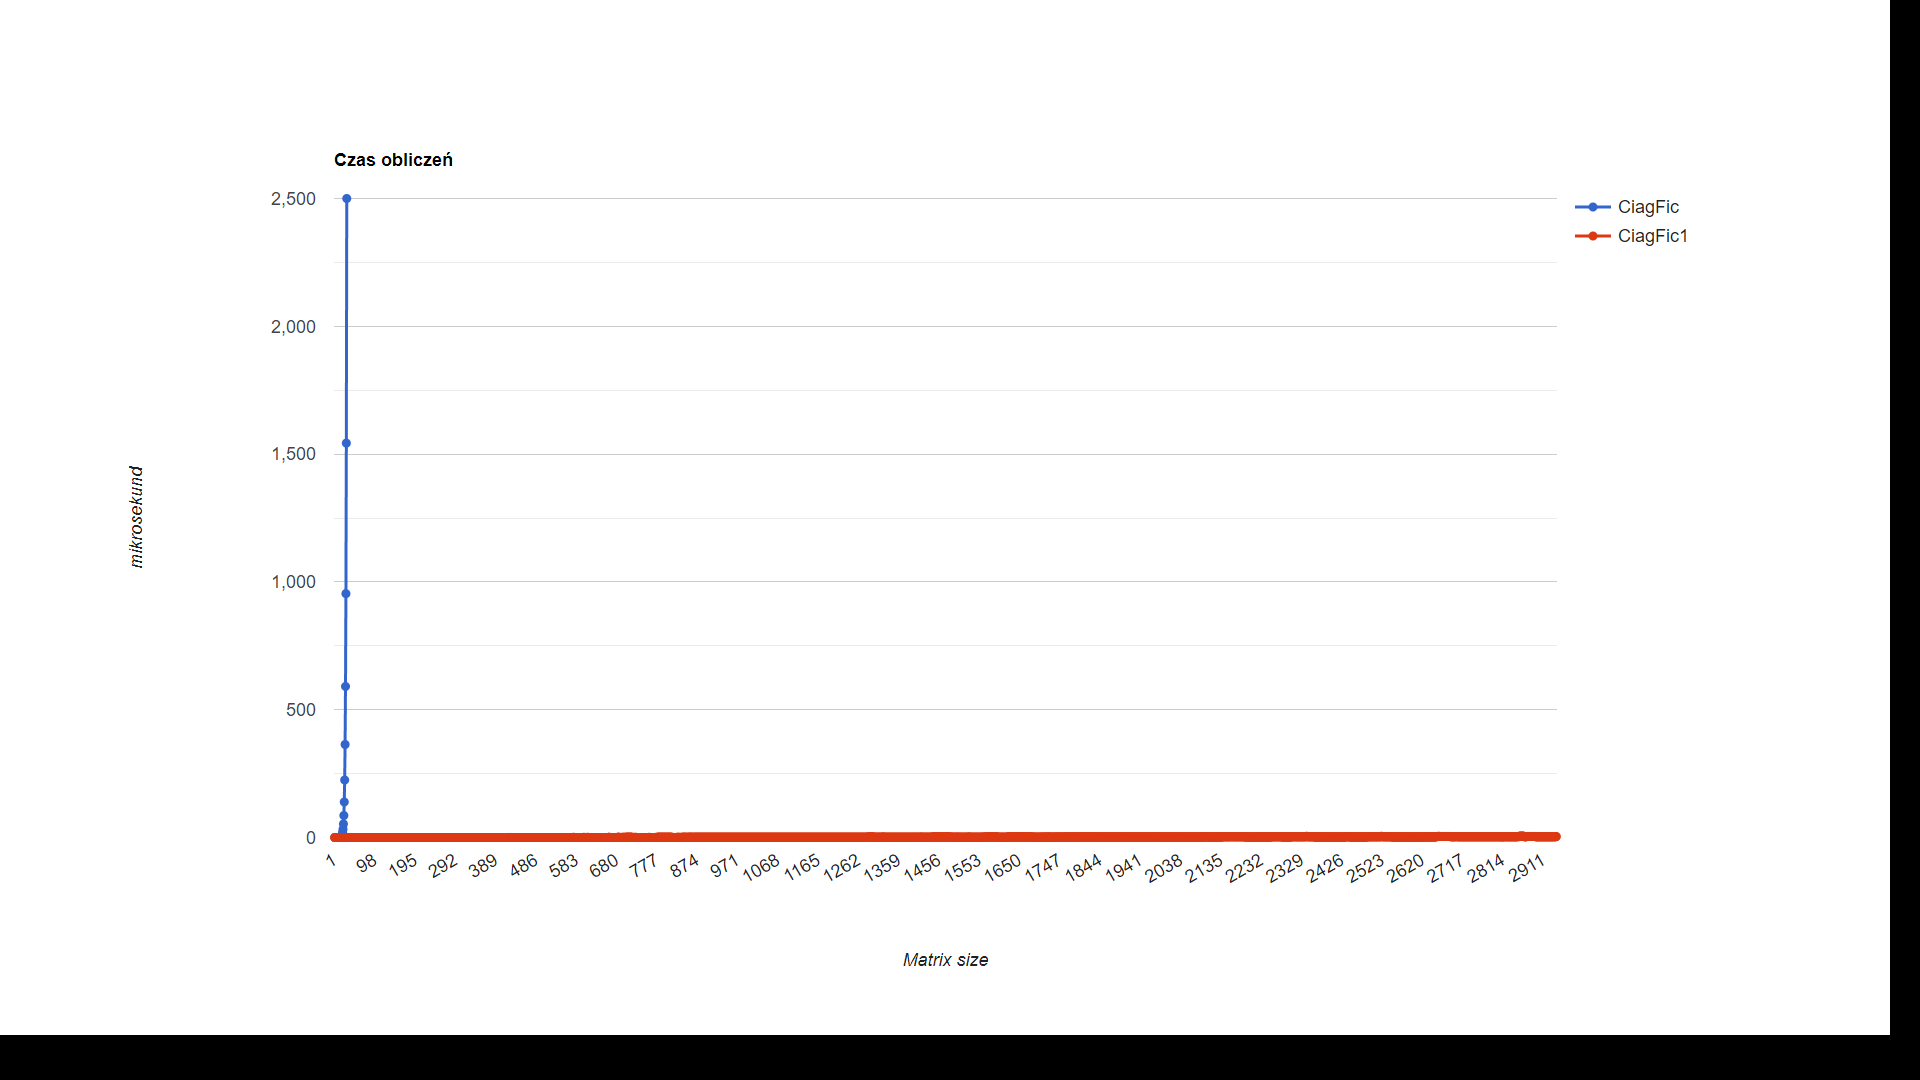 Czas obliczeń
2,500
2,000
1,500
1,000
500
0
mikrosekund
CiagFic
CiagFic1
1 98 195 292 389 486 583 680 777 874 971 1068 1165 1262 1359 1456 1553 1650 1747 1844 1941 2038 2135 2232 2329 2426 2523 2620 2717 2814 2911
Matrix size